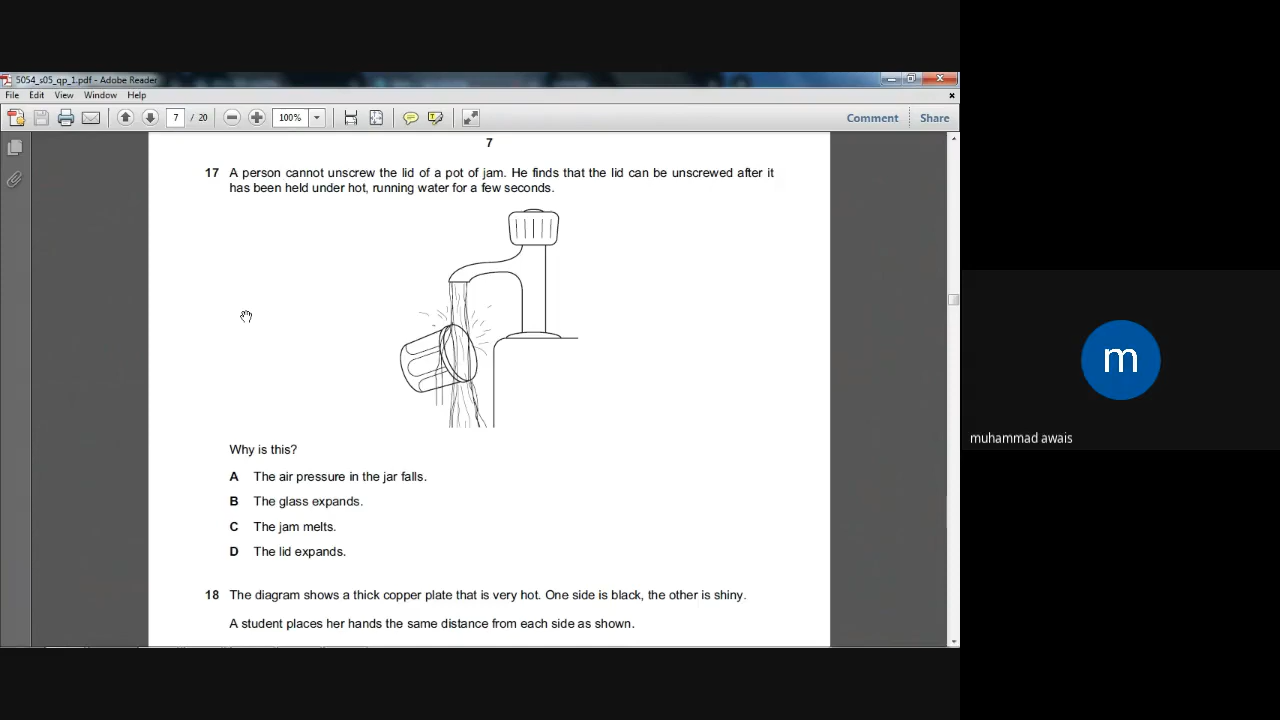 5054_s05_qp_1.pdf - Adobe Reader
File Edit View Window Help
7 / 20 100% Comment Share
7
17 A person cannot unscrew the lid of a pot of jam. He finds that the lid can be unscrewed after it
has been held under hot, running water for a few seconds.
Why is this?
A The air pressure in the jar falls.
B The glass expands.
C The jam melts.
D The lid expands.
18 The diagram shows a thick copper plate that is very hot. One side is black, the other is shiny.
A student places her hands the same distance from each side as shown.
m
muhammad awais